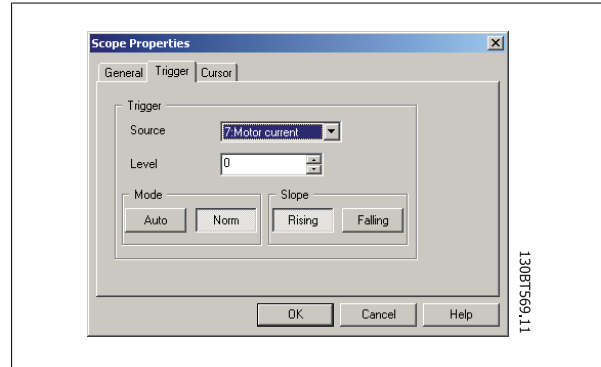 Scope Properties
General Trigger Cursor
Trigger
Source 7:Motor current
Level 0
Mode Slope
Auto Norm Rising Falling
OK Cancel Help
130BT569.11